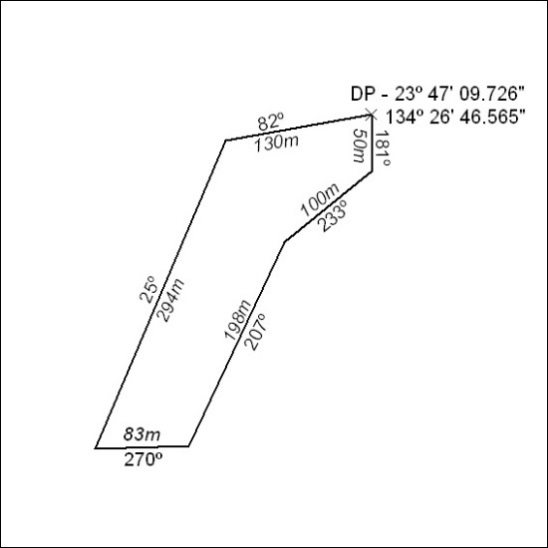 DP - 23º 47' 09.726"
134º 26' 46.565"
82º
130m
50m
181º
100m
233º
25º
294m
198m
207º
83m
270º